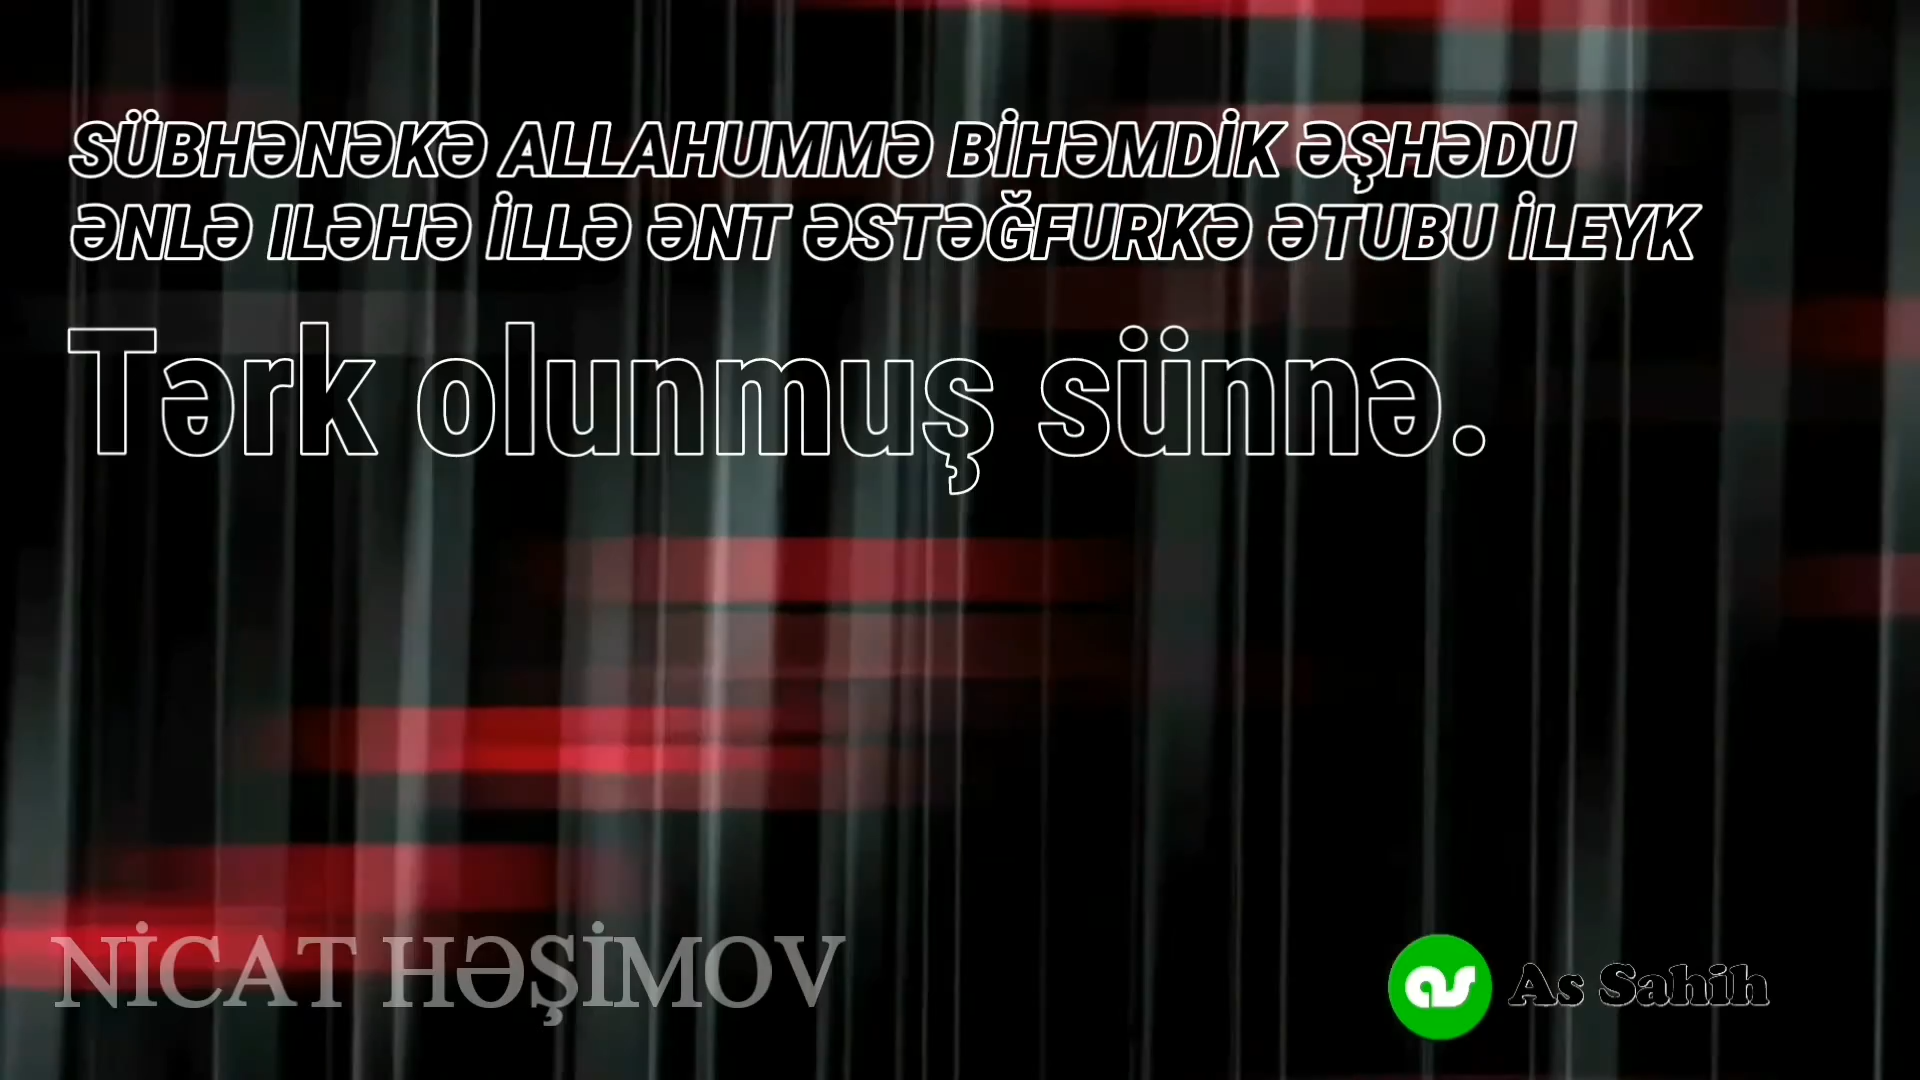 SÜBHƏNƏKƏ ALLAHUMMƏ BİHƏMDİK ƏŞHƏDU
ƏNLƏ ILƏHƏ İLLƏ ƏNT ƏSTƏĞFURKƏ ƏTUBU İLEYK
Tərk olunmuş sünnə.
NİCAT HƏŞİMOV
as As Sahih